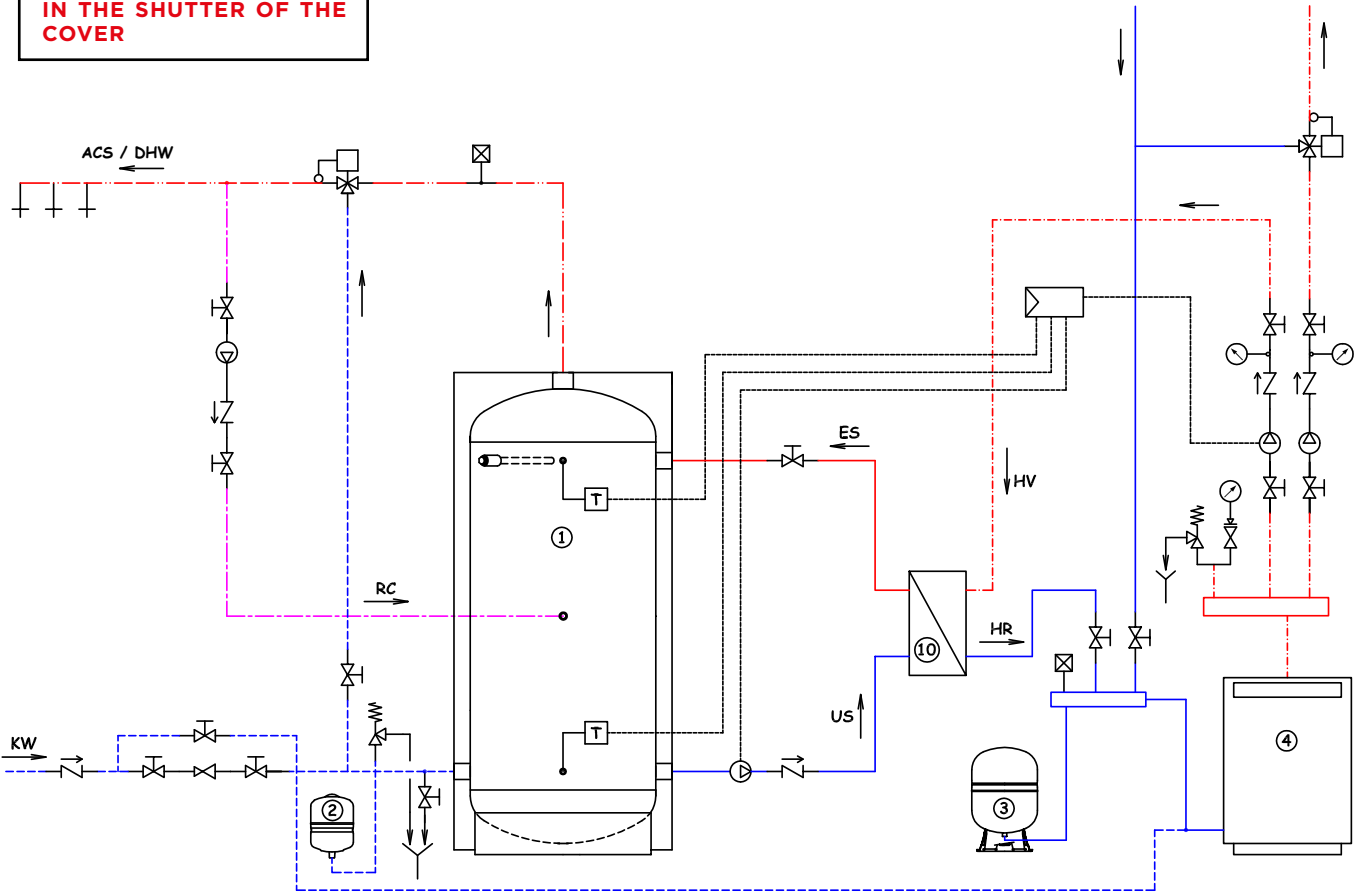 IN THE SHUTTER OF THE
COVER
ACS / DHW
ES
HV
T
1
RC
HR
10
US
T
KW
2
3
4